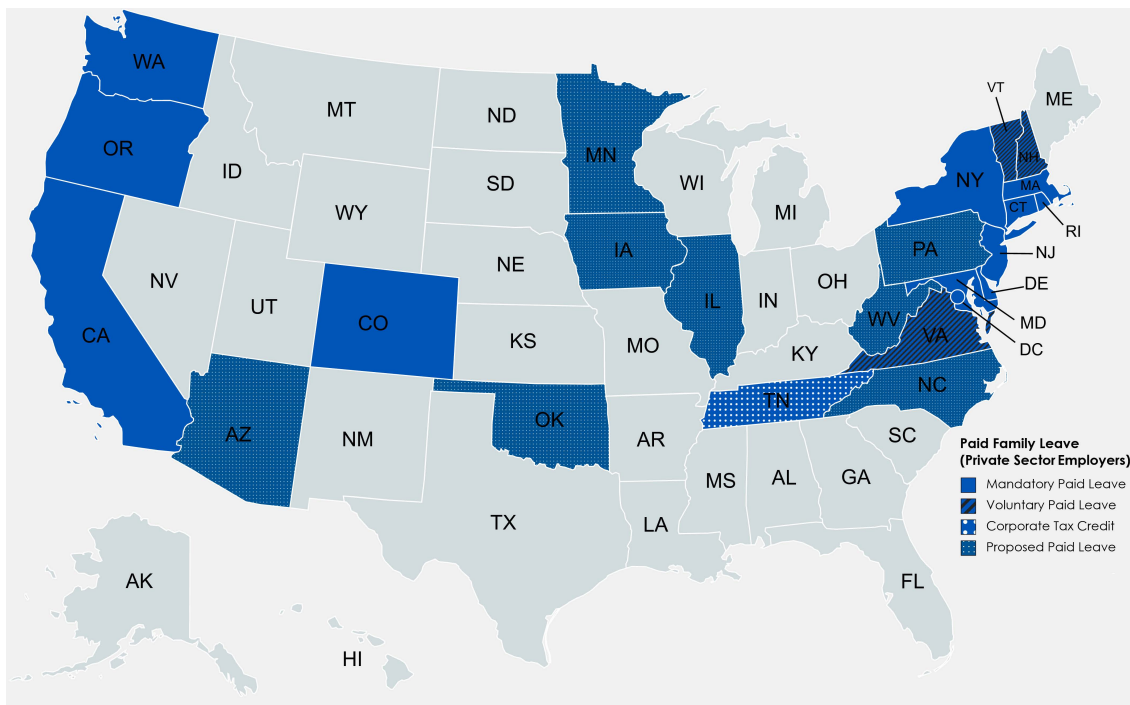 WA
MT
ND
MN
VT
ME
OR
ID
SD
WI
NH
NY
MA
WY
MI
CT
RI
NV
NE
IA
PA
NJ
UT
CO
IL
IN
OH
DE
CA
KS
MO
WV
VA
MD
KY
DC
AZ
NM
OK
AR
TN
NC
SC
MS
AL
GA
TX
LA
AK
FL
HI
Paid Family Leave
(Private Sector Employers)
Mandatory Paid Leave
Voluntary Paid Leave
Corporate Tax Credit
Proposed Paid Leave